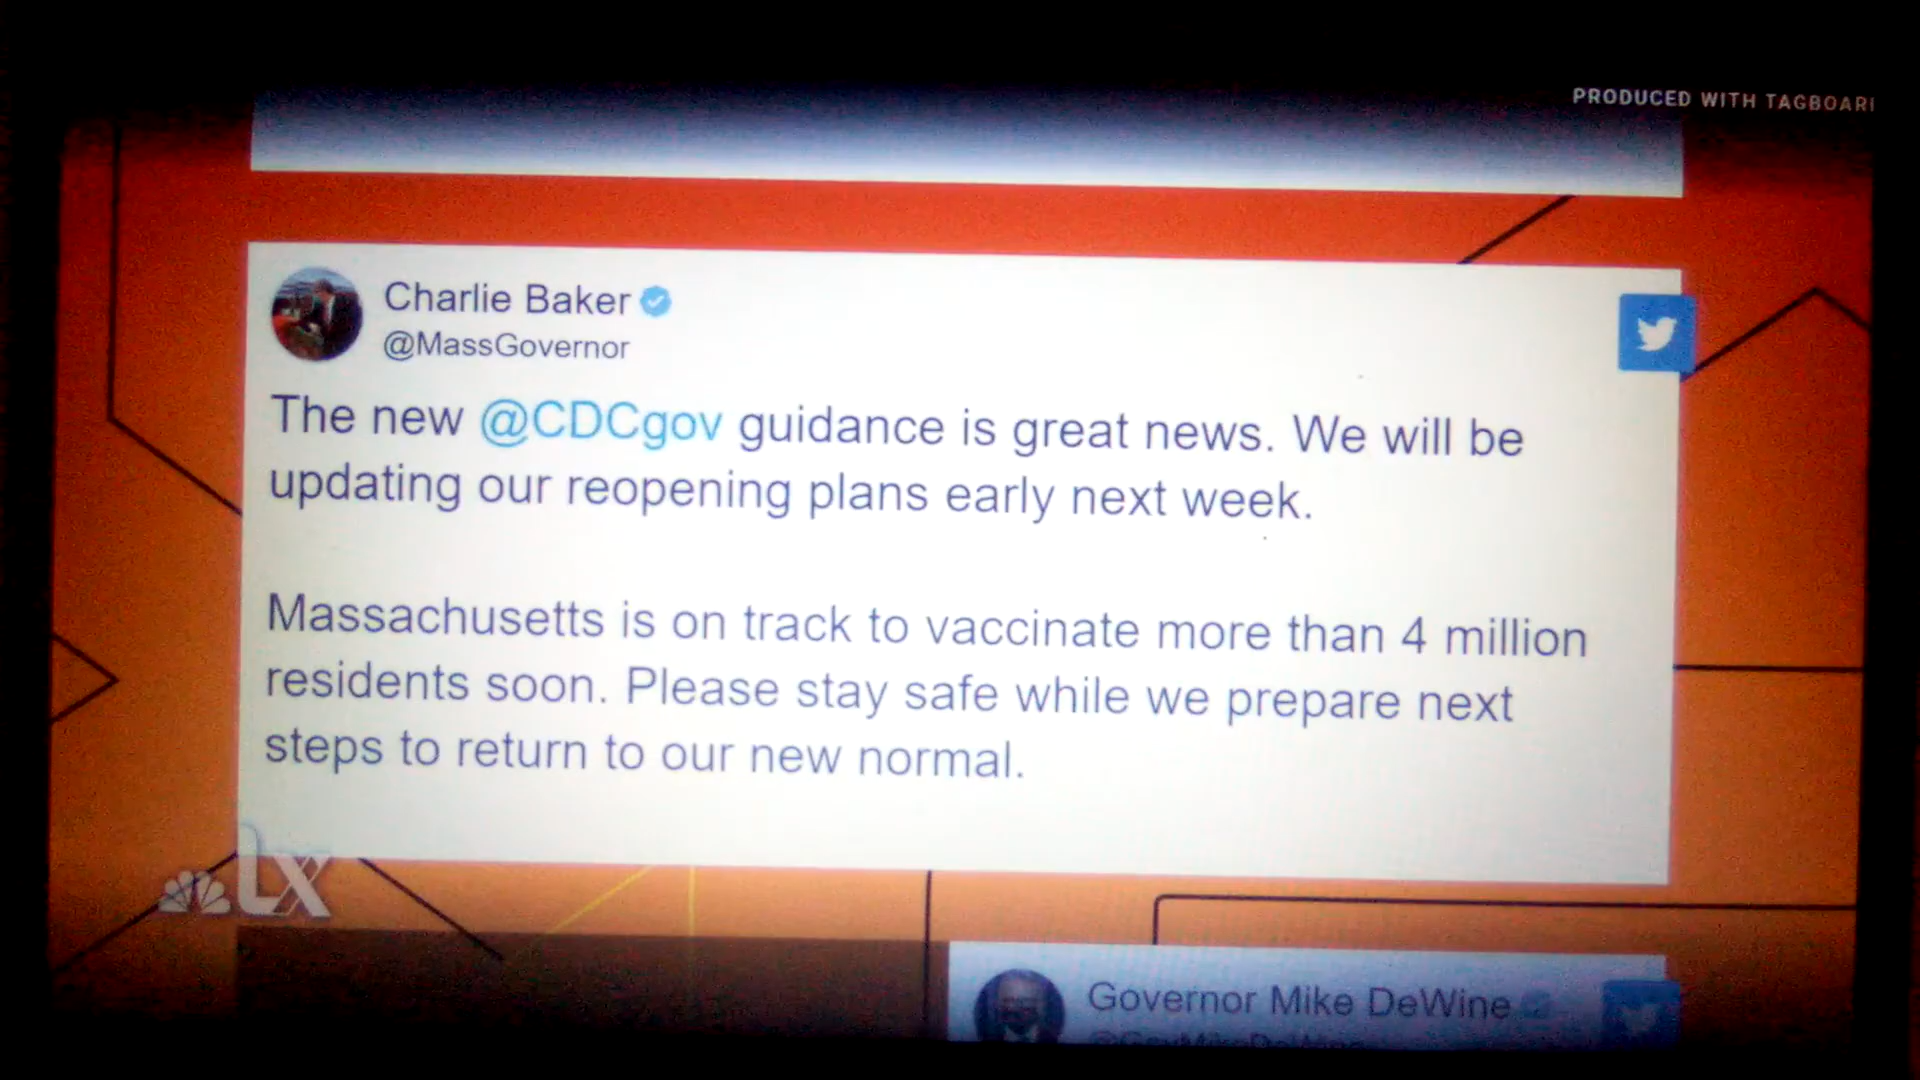 PRODUCED WITH TAGBOAR
Charlie Baker
@MassGovernor
The new @CDCgov guidance is great news. We will be
updating our reopening plans early next week.
Massachusetts is on track to vaccinate more than 4 million
residents soon. Please stay safe while we prepare next
steps to return to our new normal.
LX
Governor Mike DeWine
@GovMikeDeWine